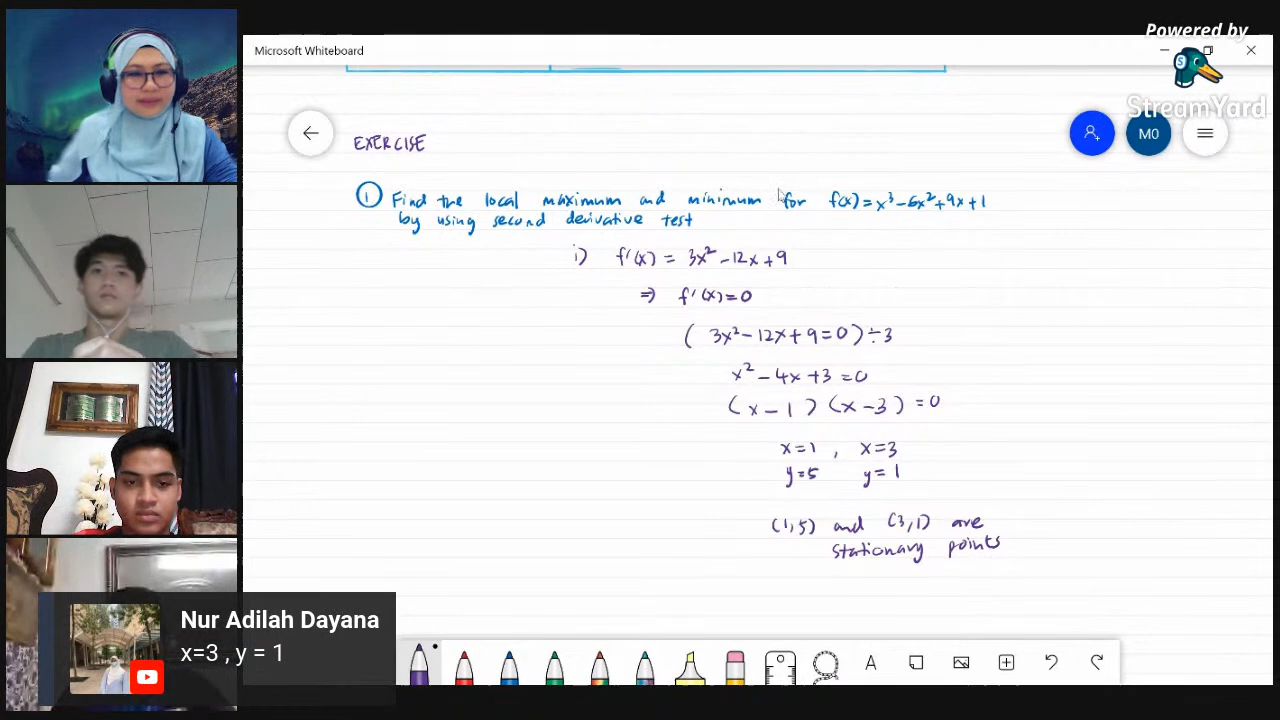 Powered by
StreamYard
Microsoft Whiteboard
M0
EXERCISE
① Find the local maximum and minimum for f(x) = x³ - 6x² + 9x + 1
by using second derivative test
i) f'(x) = 3x² - 12x + 9
⇒ f'(x) = 0
( 3x² - 12x + 9 = 0 ) ÷ 3
x² - 4x + 3 = 0
( x - 1 ) ( x - 3 ) = 0
x = 1 , x = 3
y = 5 y = 1
(1, 5) and (3, 1) are
stationary points
Nur Adilah Dayana
x=3 , y = 1
A